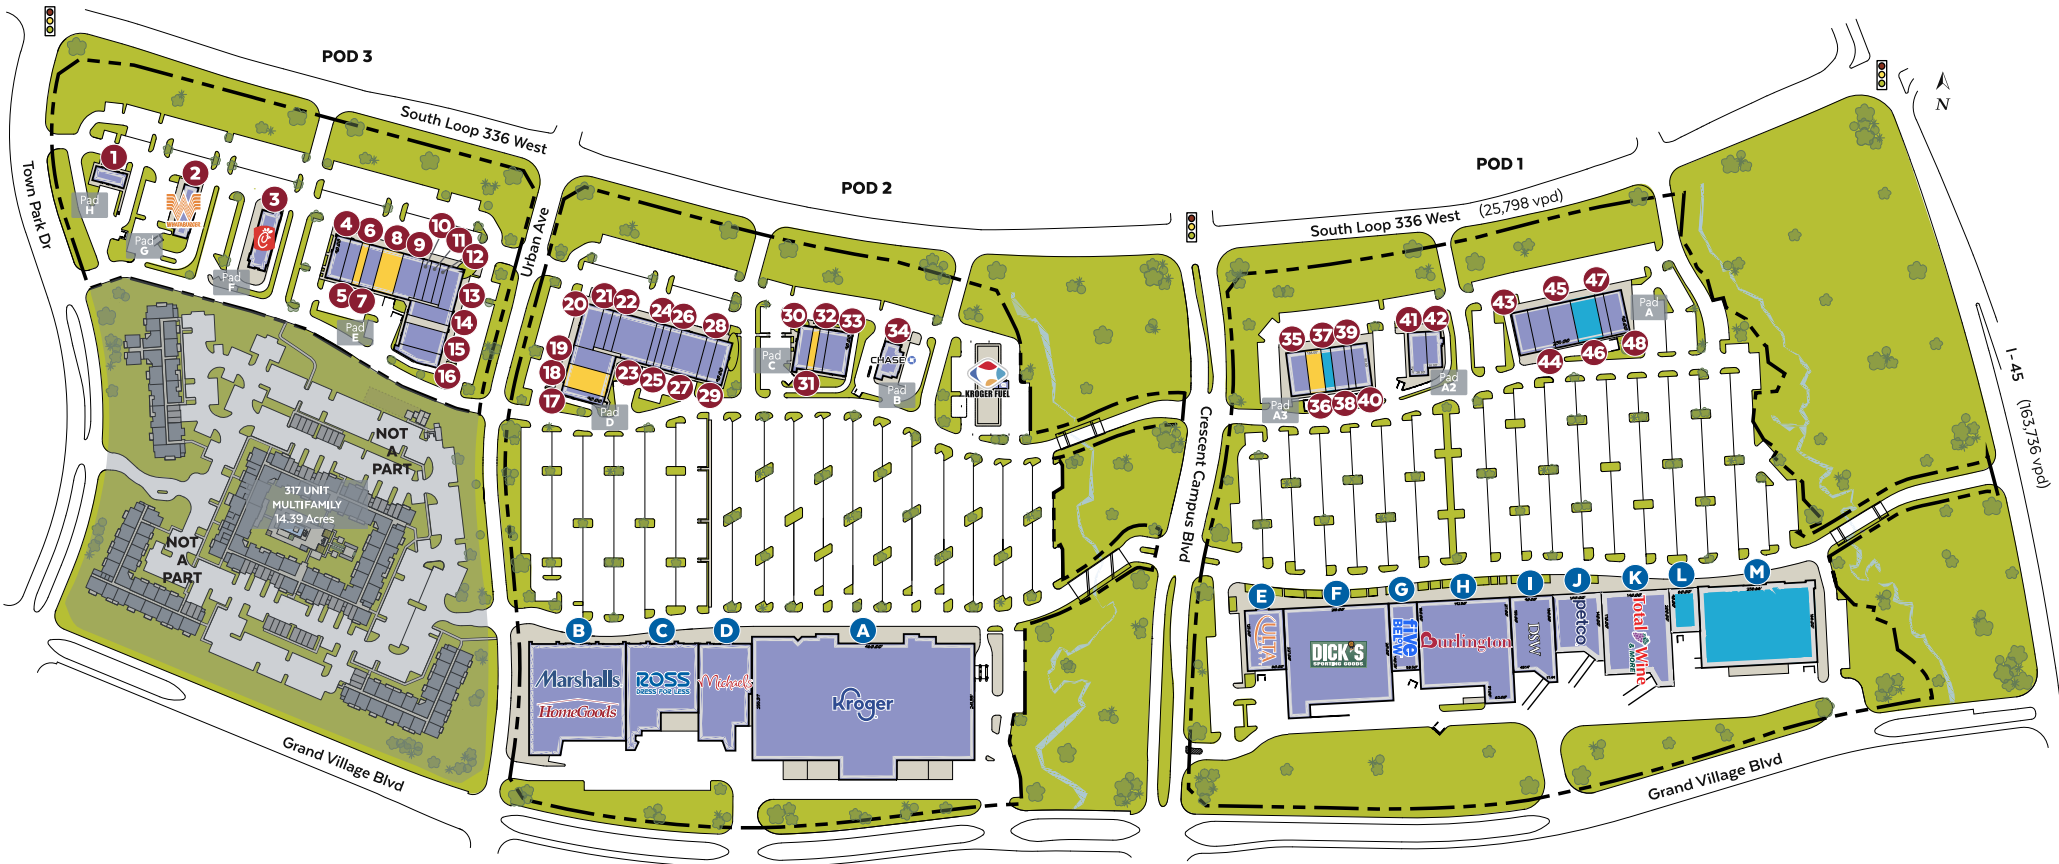 POD 3
South Loop 336 West
N
POD 1
POD 2
South Loop 336 West
(25,798 vpd)
Town Park Dr
Urban Ave
Crescent Campus Blvd
I-45
(163,736 vpd)
1
2
3
Pad
H
WHATABURGER
Pad
G
Pad
F
4
6
8
9
10
11
12
5
7
13
14
15
16
Pad
E
20
21
22
24
26
28
19
18
17
23
25
27
29
Pad
D
30
32
33
31
Pad
C
34
CHASE
Pad
B
KROGER FUEL
35
37
39
36
38
40
Pad
A3
41
42
Pad
A2
43
45
47
44
46
48
Pad
A
NOT
A
PART
317 UNIT
MULTIFAMILY
14.39 Acres
NOT
A
PART
B
C
D
A
Marshalls
HomeGoods
ROSS
DRESS FOR LESS
Michaels
Kroger
E
F
G
H
I
J
K
L
M
ULTA
DICK'S
SPORTING GOODS
five
BEL°W
Burlington
DSW
petco
Total
Wine
& MORE
Grand Village Blvd
Grand Village Blvd